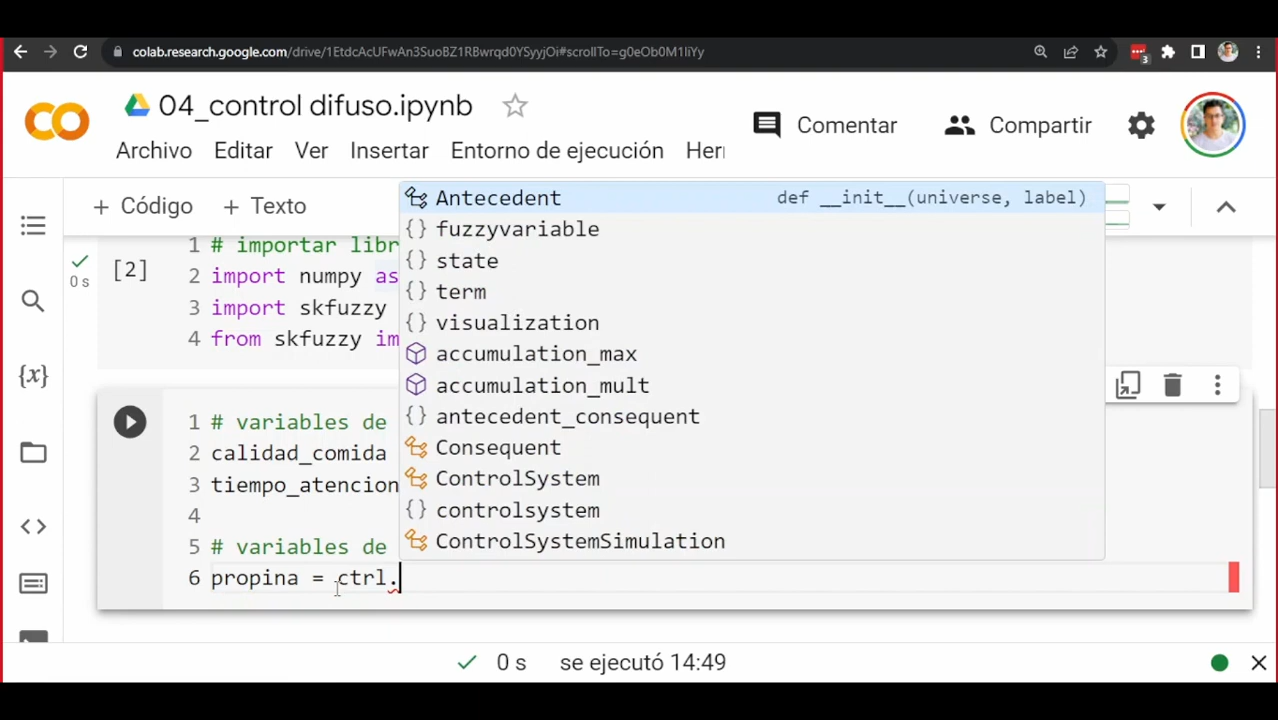 colab.research.google.com/drive/1EtdcAcUFwAn3SuoBZ1RBwrqd0YSyyjOi#scrollTo=g0eOb0M1IiYy
3
CO 04_control difuso.ipynb
Comentar Compartir
Archivo Editar Ver Insertar Entorno de ejecución Her
+ Código + Texto
Antecedent def __init__(universe, label)
{} fuzzyvariable
{} state
{} term
{} visualization
accumulation_max
accumulation_mult
{} antecedent_consequent
Consequent
ControlSystem
{} controlsystem
ControlSystemSimulation
0 s
[2]
1 # importar libr
2 import numpy as
3 import skfuzzy
4 from skfuzzy im
{x}
1 # variables de
2 calidad_comida
3 tiempo_atencion
4
5 # variables de
6 propina = ctrl.
0 s se ejecutó 14:49